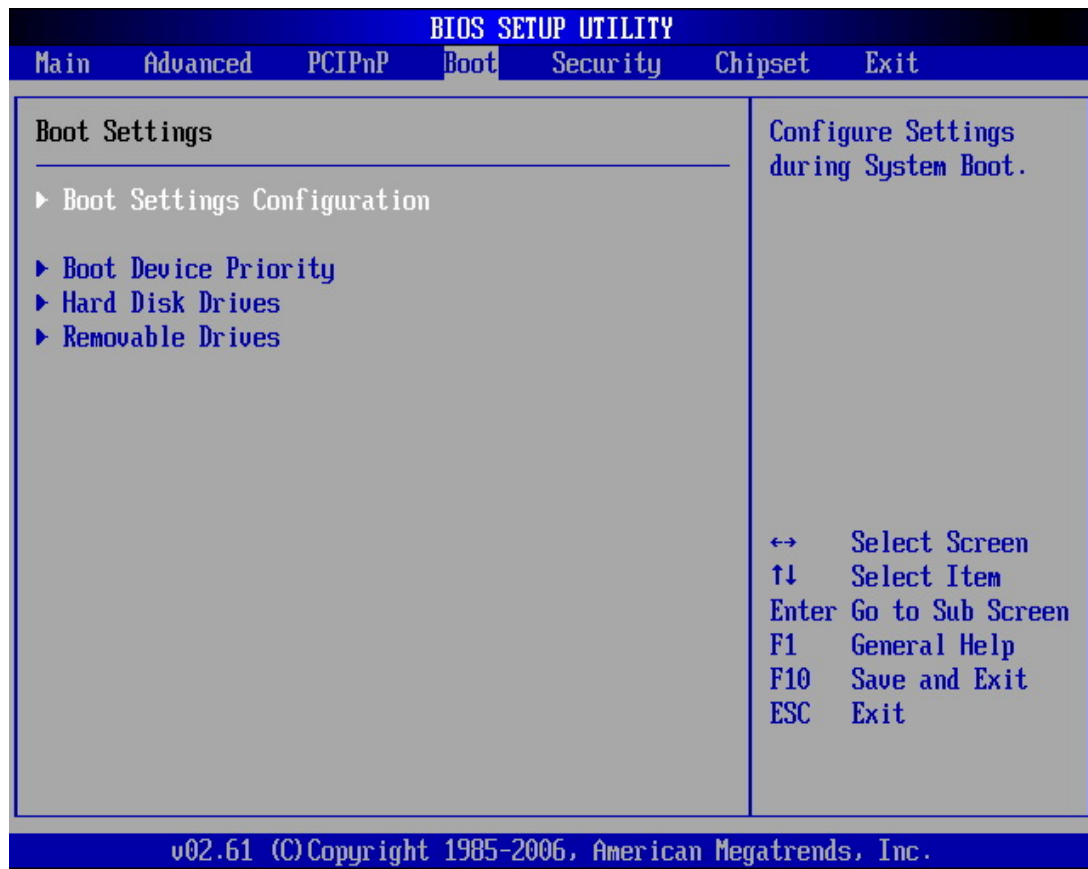 BIOS SETUP UTILITY
Main Advanced PCIPnP Boot Security Chipset Exit
Boot Settings
▶ Boot Settings Configuration
▶ Boot Device Priority
▶ Hard Disk Drives
▶ Removable Drives
Configure Settings
during System Boot.
↔ Select Screen
↑↓ Select Item
Enter Go to Sub Screen
F1 General Help
F10 Save and Exit
ESC Exit
v02.61 (C)Copyright 1985-2006, American Megatrends, Inc.